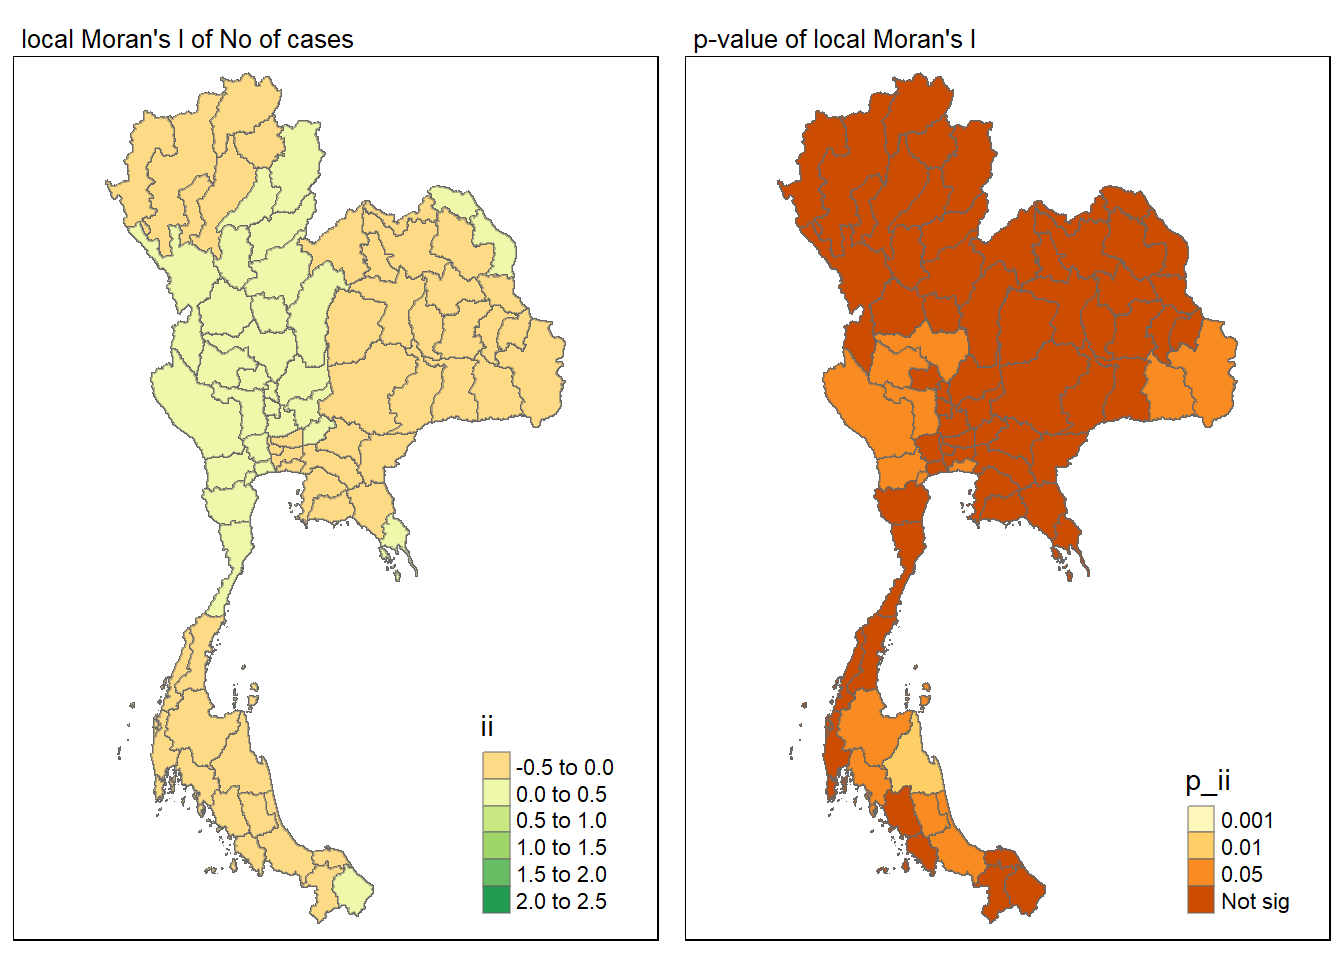 local Moran's I of No of cases
p-value of local Moran's I
ii
-0.5 to 0.0
0.0 to 0.5
0.5 to 1.0
1.0 to 1.5
1.5 to 2.0
2.0 to 2.5
p_ii
0.001
0.01
0.05
Not sig